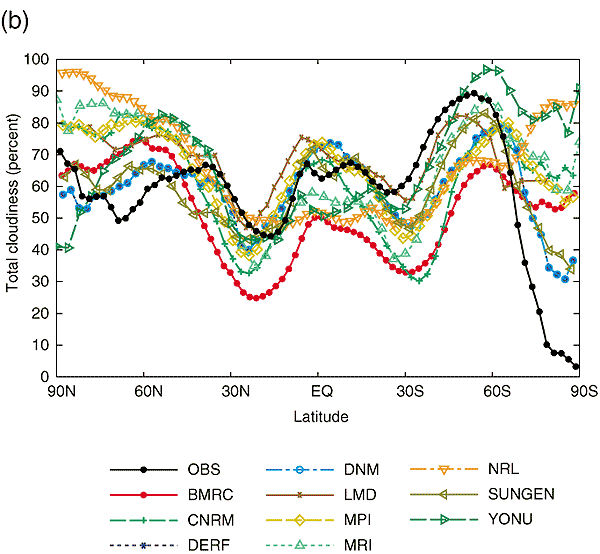 (b)
Total cloudiness (percent)
100
90
80
70
60
50
40
30
20
10
0
90N 60N 30N EQ 30S 60S 90S
Latitude
OBS DNM NRL
BMRC LMD SUNGEN
CNRM MPI YONU
DERF MRI